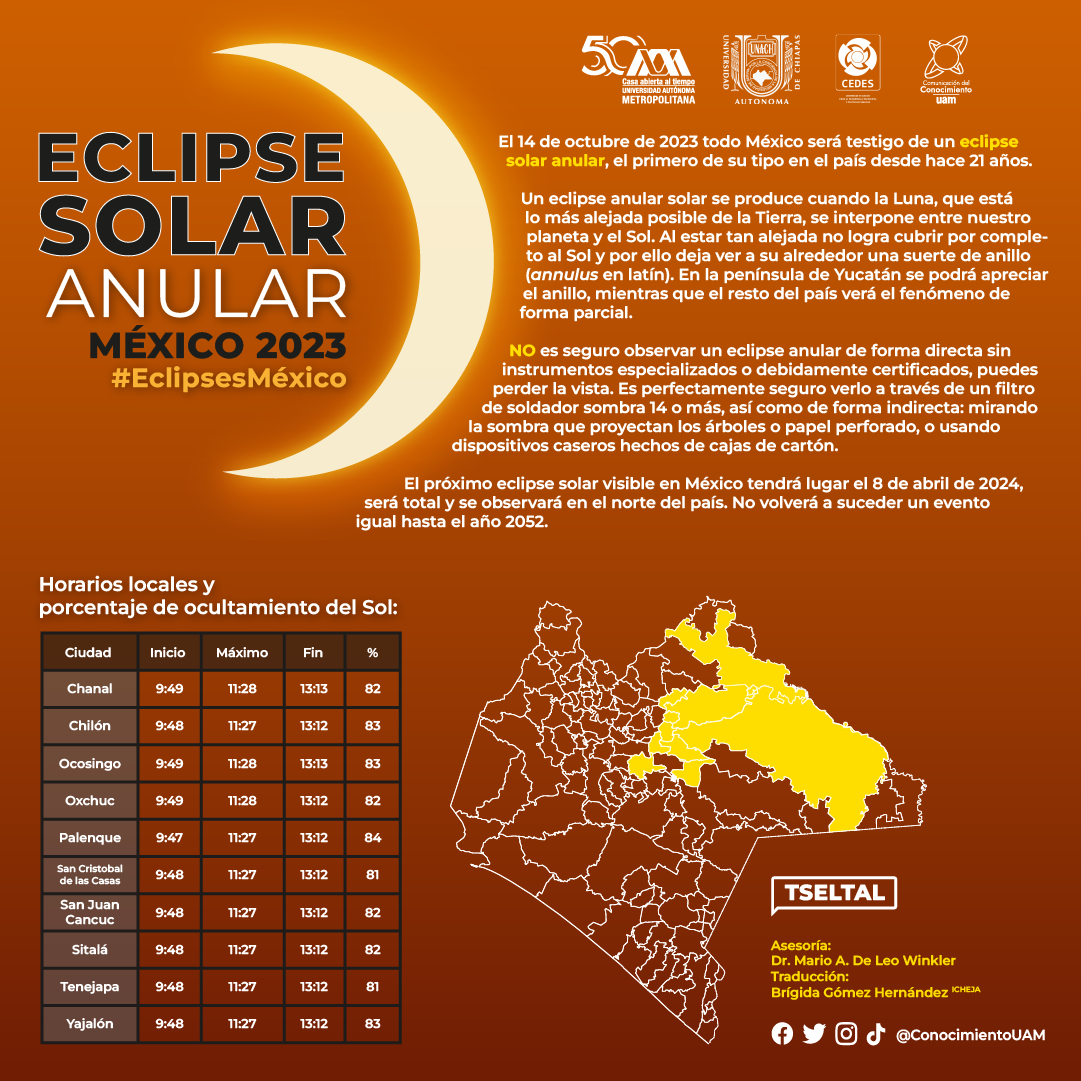 50 Casa abierta al tiempo
UNIVERSIDAD AUTÓNOMA
METROPOLITANA
UNIVERSIDAD
UNACH
DE CHIAPAS
AUTONOMA
CEDES
Comunicación del
Conocimiento
uam
ECLIPSE
SOLAR
ANULAR
MÉXICO 2023
#EclipsesMéxico
El 14 de octubre de 2023 todo México será testigo de un eclipse
solar anular, el primero de su tipo en el país desde hace 21 años.
Un eclipse anular solar se produce cuando la Luna, que está
lo más alejada posible de la Tierra, se interpone entre nuestro
planeta y el Sol. Al estar tan alejada no logra cubrir por comple-
to al Sol y por ello deja ver a su alrededor una suerte de anillo
(annulus en latín). En la península de Yucatán se podrá apreciar
el anillo, mientras que el resto del país verá el fenómeno de
forma parcial.
NO es seguro observar un eclipse anular de forma directa sin
instrumentos especializados o debidamente certificados, puedes
perder la vista. Es perfectamente seguro verlo a través de un filtro
de soldador sombra 14 o más, así como de forma indirecta: mirando
la sombra que proyectan los árboles o papel perforado, o usando
dispositivos caseros hechos de cajas de cartón.
El próximo eclipse solar visible en México tendrá lugar el 8 de abril de 2024,
será total y se observará en el norte del país. No volverá a suceder un evento
igual hasta el año 2052.
Horarios locales y
porcentaje de ocultamiento del Sol:
Ciudad Inicio Máximo Fin %
Chanal 9:49 11:28 13:13 82
Chilón 9:48 11:27 13:12 83
Ocosingo 9:49 11:28 13:13 83
Oxchuc 9:49 11:28 13:12 82
Palenque 9:47 11:27 13:12 84
San Cristobal
de las Casas 9:48 11:27 13:12 81
San Juan
Cancuc 9:48 11:27 13:12 82
Sitalá 9:48 11:27 13:12 82
Tenejapa 9:48 11:27 13:12 81
Yajalón 9:48 11:27 13:12 83
TSELTAL
Asesoría:
Dr. Mario A. De Leo Winkler
Traducción:
Brígida Gómez Hernández ICHEJA
@ConocimientoUAM